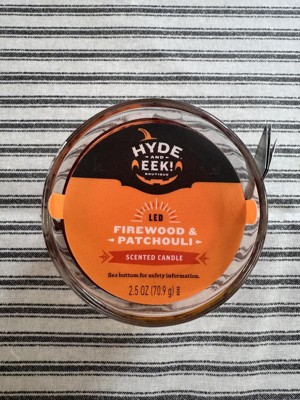 HYDE
AND
EEK!
BOUTIQUE
LED
FIREWOOD &
PATCHOULI
SCENTED CANDLE
See bottom for safety information.
2.5 OZ (70.9 g)